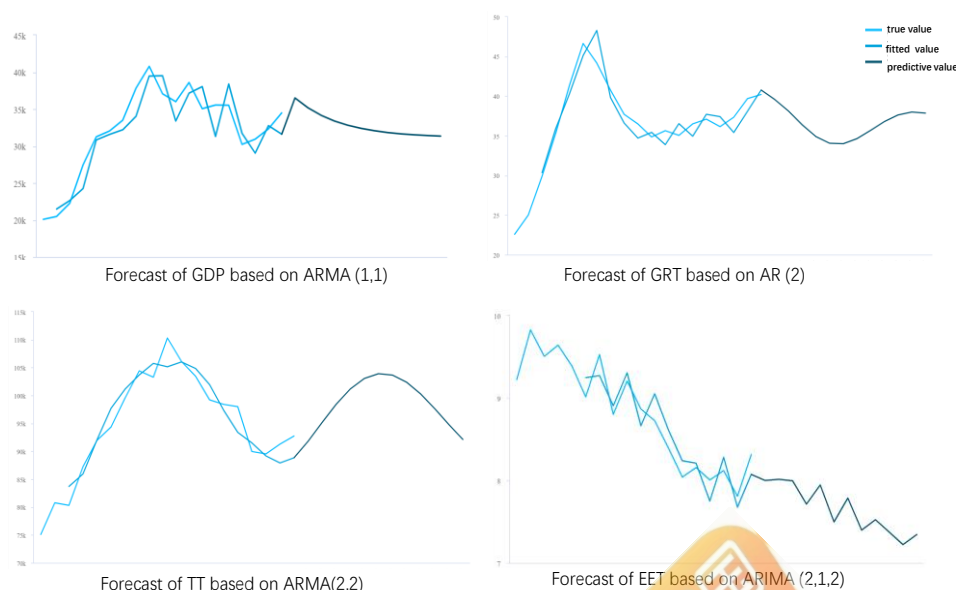 45k
40k
35k
30k
25k
20k
15k
Forecast of GDP based on ARMA (1,1)
50
45
40
35
30
25
20
true value
fitted value
predictive value
Forecast of GRT based on AR (2)
115k
110k
105k
100k
95k
90k
85k
80k
75k
70k
Forecast of TT based on ARMA(2,2)
10
9
8
7
Forecast of EET based on ARIMA (2,1,2)